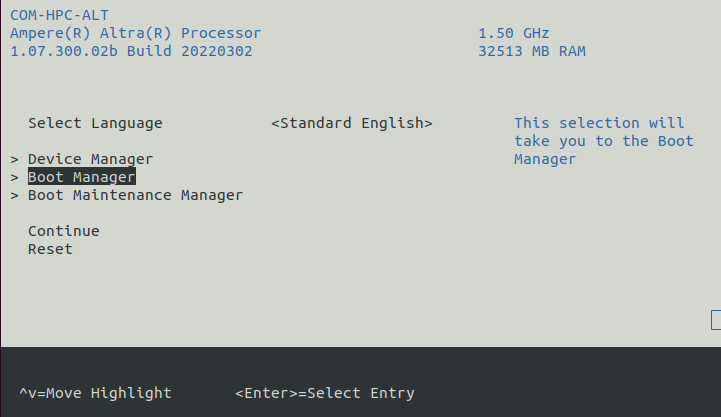 COM-HPC-ALT
Ampere(R) Altra(R) Processor 1.50 GHz
1.07.300.02b Build 20220302 32513 MB RAM
Select Language <Standard English> This selection will
take you to the Boot
> Device Manager Manager
> Boot Manager
> Boot Maintenance Manager
Continue
Reset
^v=Move Highlight <Enter>=Select Entry